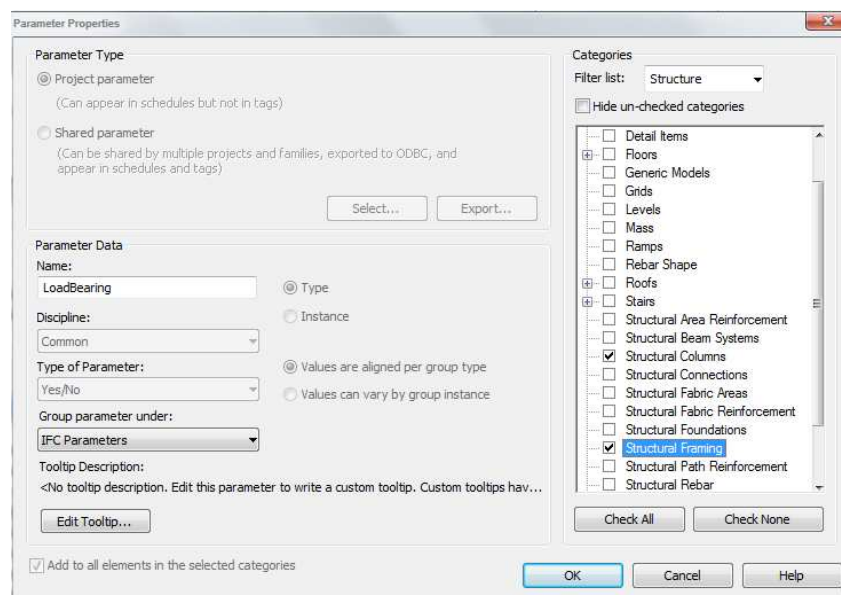 Parameter Properties
Parameter Type
Project parameter
(Can appear in schedules but not in tags)
Shared parameter
(Can be shared by multiple projects and families, exported to ODBC, and
appear in schedules and tags)
Select...
Export...
Parameter Data
Name:
LoadBearing
Type
Discipline:
Instance
Common
Type of Parameter:
Values are aligned per group type
Yes/No
Values can vary by group instance
Group parameter under:
IFC Parameters
Tooltip Description:
<No tooltip description. Edit this parameter to write a custom tooltip. Custom tooltips hav...
Edit Tooltip...
Add to all elements in the selected categories
Categories
Filter list:
Structure
Hide un-checked categories
Detail Items
Floors
Generic Models
Grids
Levels
Mass
Ramps
Rebar Shape
Roofs
Stairs
Structural Area Reinforcement
Structural Beam Systems
Structural Columns
Structural Connections
Structural Fabric Areas
Structural Fabric Reinforcement
Structural Foundations
Structural Framing
Structural Path Reinforcement
Structural Rebar
Check All
Check None
OK
Cancel
Help